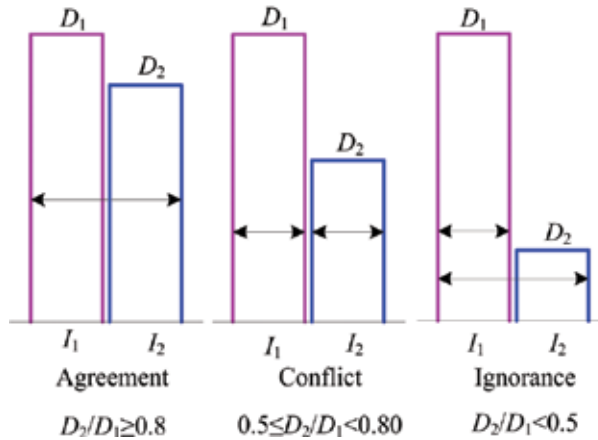 D₁ D₁ D₁
D₂
D₂
D₂
I₁ I₂ I₁ I₂ I₁ I₂
Agreement Conflict Ignorance
D₂/D₁≥0.8 0.5≤D₂/D₁<0.80 D₂/D₁<0.5